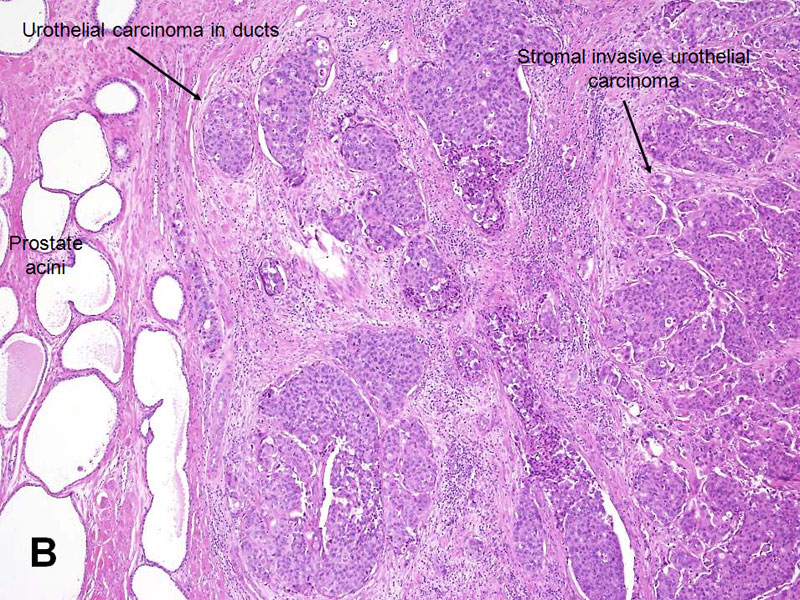 Urothelial carcinoma in ducts
Stromal invasive urothelial
carcinoma
Prostate
acini
B